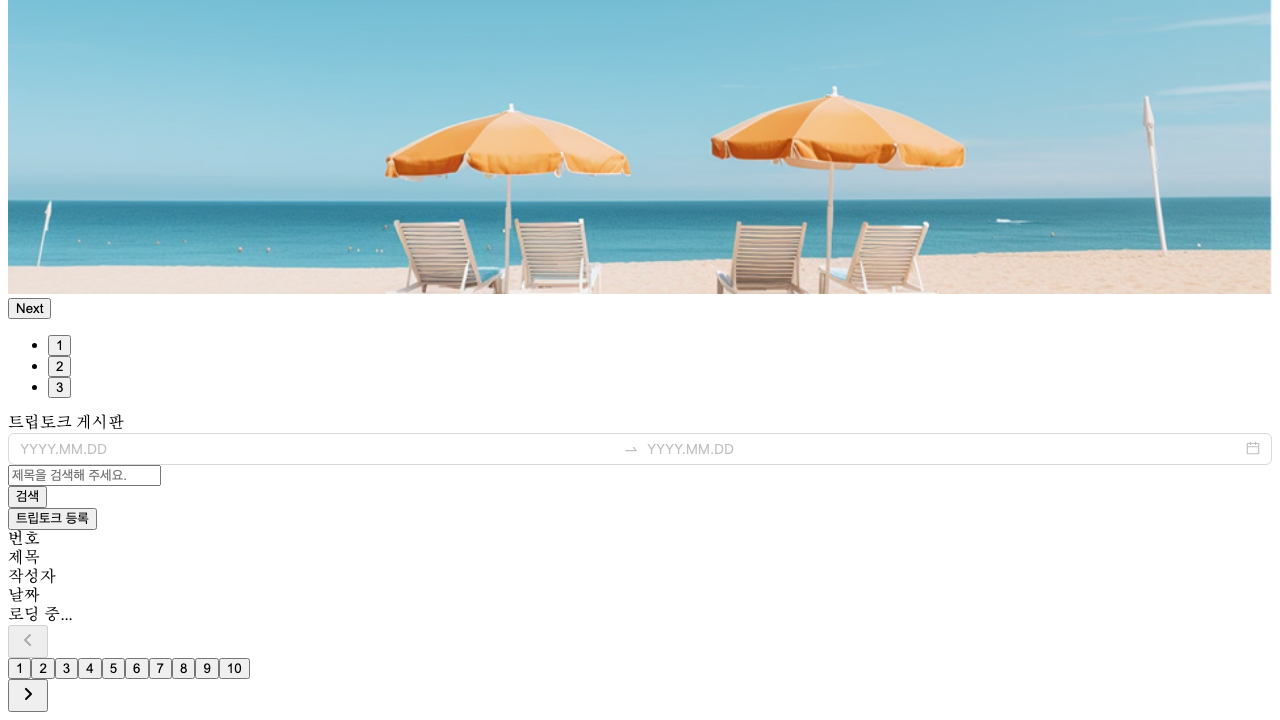 Next
1
2
3
트립토크 게시판
YYYY.MM.DD YYYY.MM.DD
제목을 검색해 주세요.
검색
트립토크 등록
번호
제목
작성자
날짜
로딩 중...
1 2 3 4 5 6 7 8 9 10